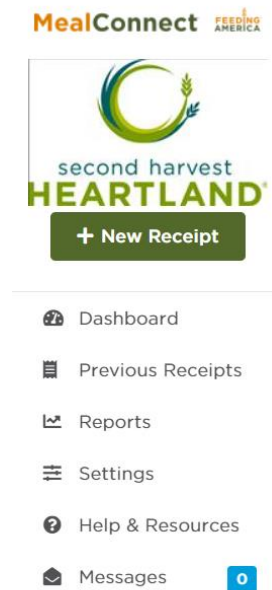 MealConnect FEEDING
AMERICA
second harvest
HEARTLAND®
+ New Receipt
Dashboard
Previous Receipts
Reports
Settings
Help & Resources
Messages 0